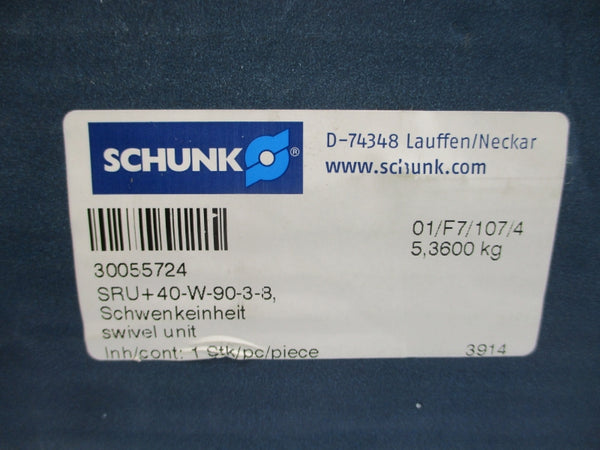 SCHUNK ®
D-74348 Lauffen/Neckar
www.schunk.com
01/F7/107/4
5,3600 kg
30055724
SRU+40-W-90-3-8,
Schwenkeinheit
swivel unit
Inh/cont: 1 Stk/pc/piece
3914